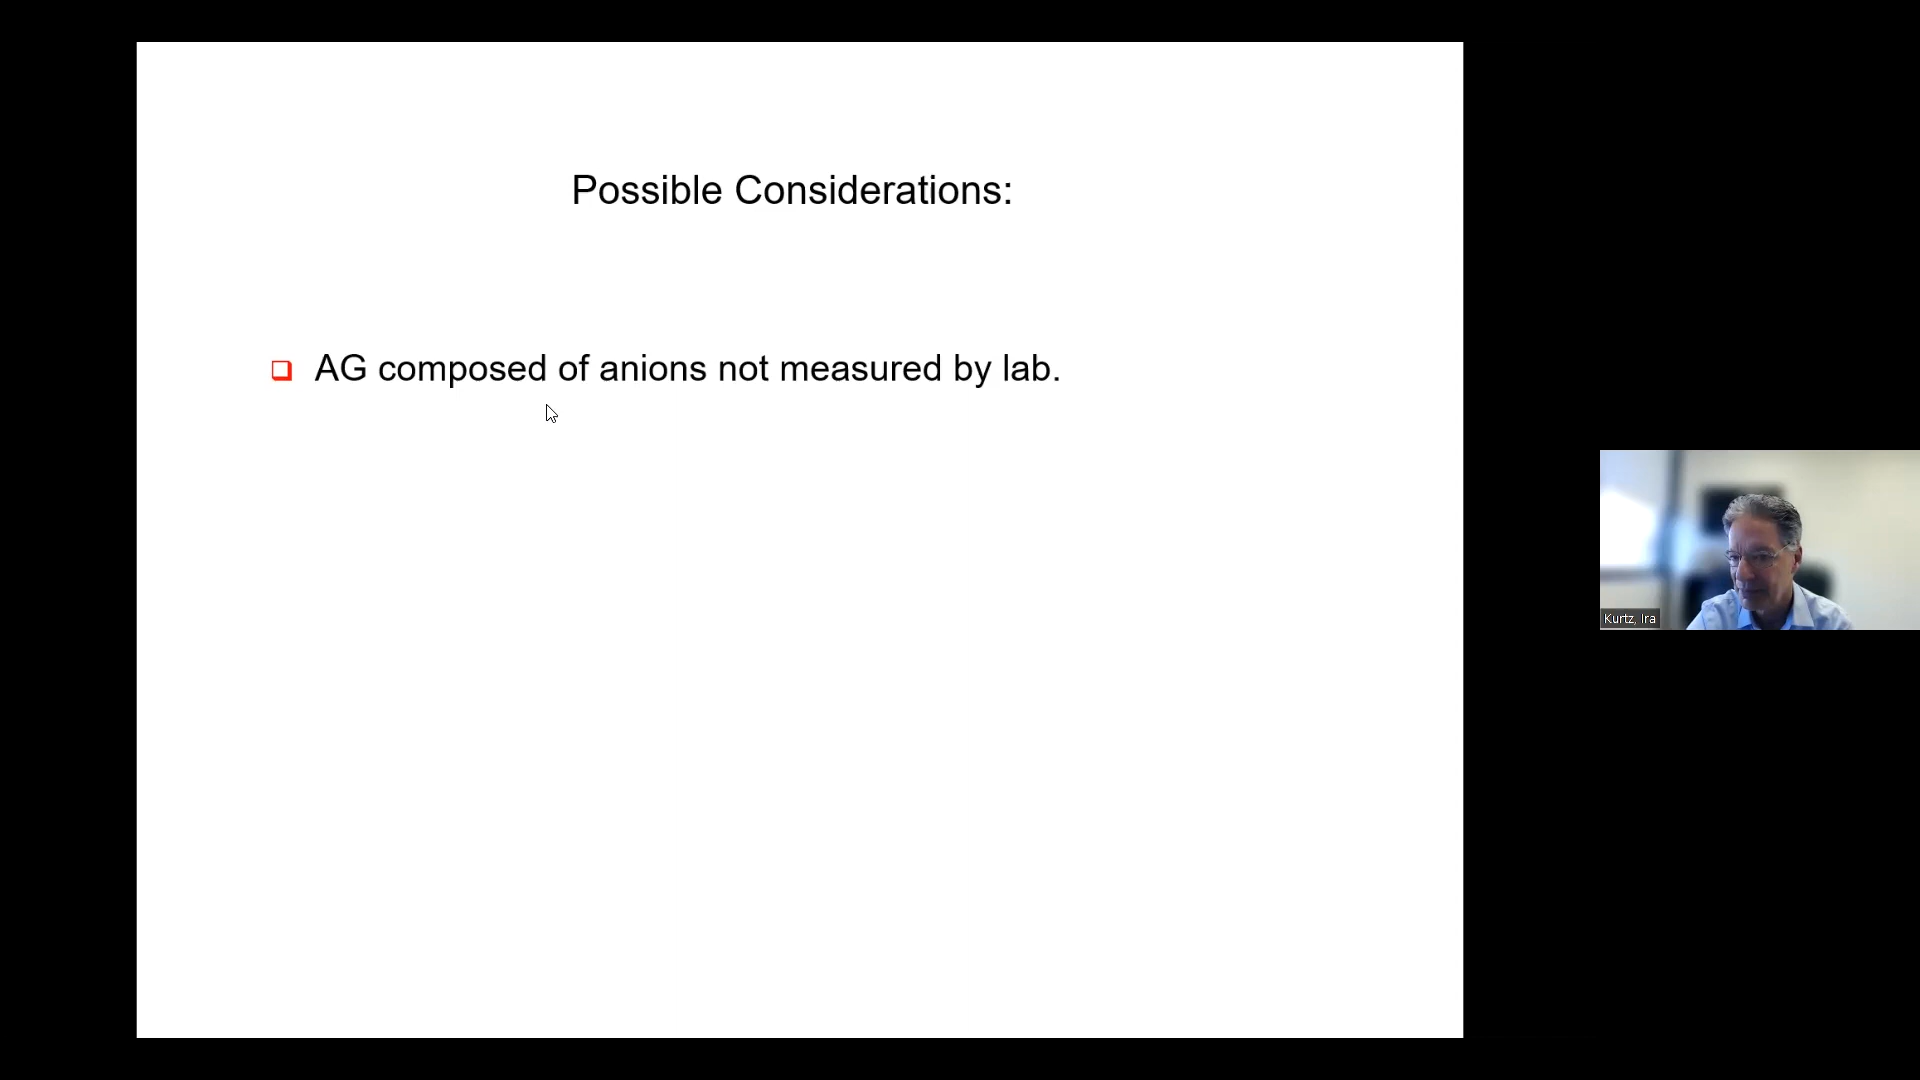 Possible Considerations:
AG composed of anions not measured by lab.
Kurtz, Ira